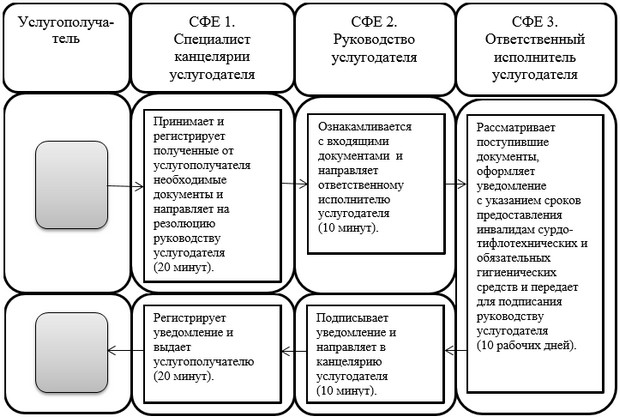 Услугополуча-
тель
СФЕ 1.
Специалист
канцелярии
услугодателя
СФЕ 2.
Руководство
услугодателя
СФЕ 3.
Ответственный
исполнитель
услугодателя
Принимает и
регистрирует
полученные от
услугополучателя
необходимые
документы и
направляет на
резолюцию
руководству
услугодателя
(20 минут).
Ознакамливается
с входящими
документами и
направляет
ответственному
исполнителю
услугодателя
(10 минут).
Рассматривает
поступившие
документы,
оформляет
уведомление
с указанием сроков
предоставления
инвалидам сурдо-
тифлотехнических и
обязательных
гигиенических
средств и передает
для подписания
руководству
услугодателя
(10 рабочих дней).
Регистрирует
уведомление и
выдает
услугополучателю
(20 минут).
Подписывает
уведомление и
направляет в
канцелярию
услугодателя
(10 минут).